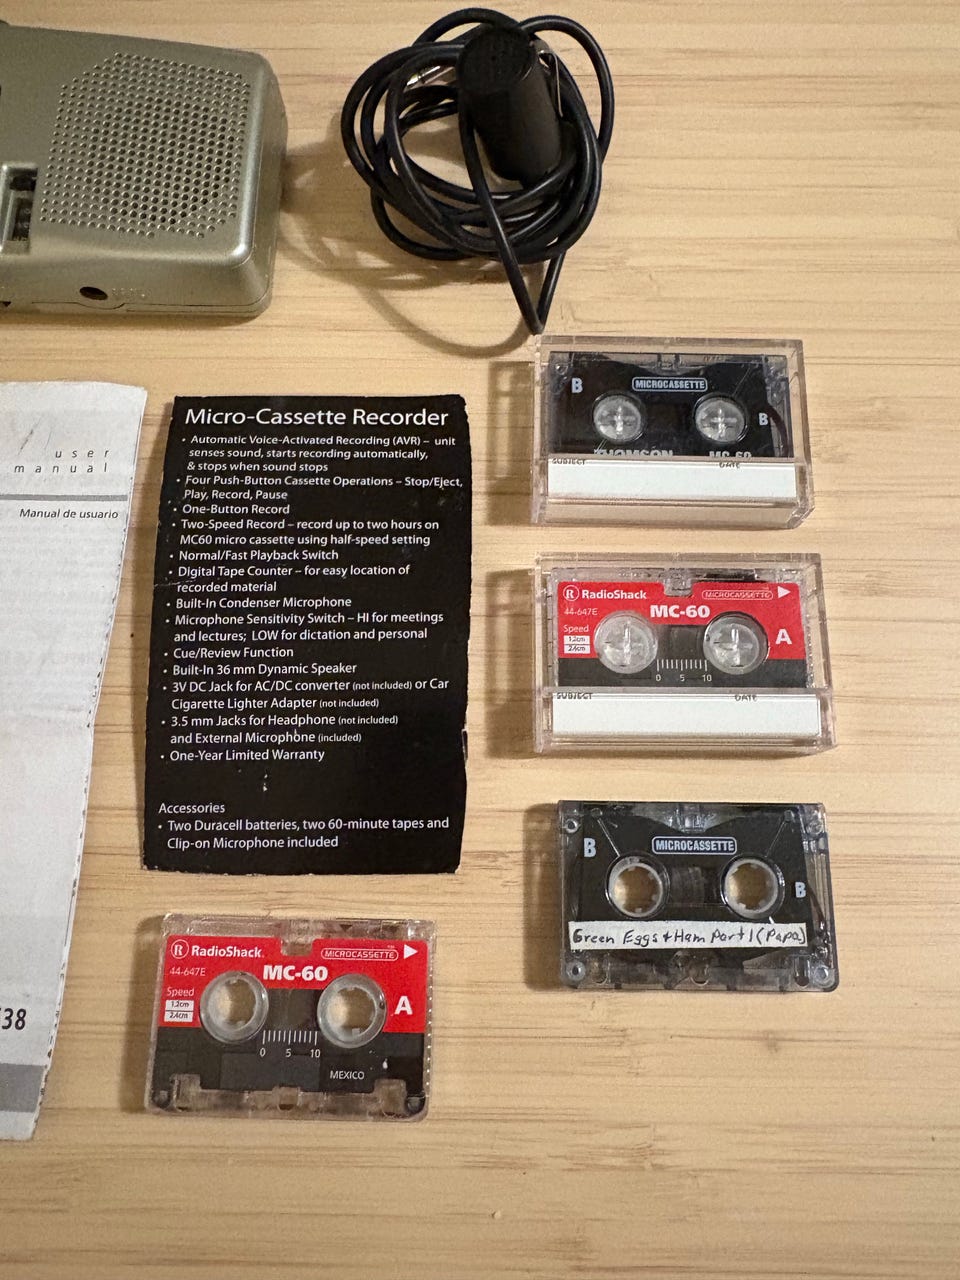 user
manual
Manual de usuario
38
Micro-Cassette Recorder
• Automatic Voice-Activated Recording (AVR) – unit
senses sound, starts recording automatically,
& stops when sound stops
• Four Push-Button Cassette Operations – Stop/Eject,
Play, Record, Pause
• One-Button Record
• Two-Speed Record – record up to two hours on
MC60 micro cassette using half-speed setting
• Normal/Fast Playback Switch
• Digital Tape Counter – for easy location of
recorded material
• Built-In Condenser Microphone
• Microphone Sensitivity Switch – HI for meetings
and lectures; LOW for dictation and personal
• Cue/Review Function
• Built-In 36 mm Dynamic Speaker
• 3V DC Jack for AC/DC converter (not included) or Car
Cigarette Lighter Adapter (not included)
• 3.5 mm Jacks for Headphone (not included)
and External Microphone (included)
• One-Year Limited Warranty
Accessories
• Two Duracell batteries, two 60-minute tapes and
Clip-on Microphone included
B MICROCASSETTE
B
THOMSON MC-60
SUBJECT DATE
R RadioShack MICROCASSETTE
44-647E MC-60
Speed
1.2cm
2.4cm
A
0 5 10
SUBJECT DATE
B MICROCASSETTE
B
Green Eggs + Ham Part 1 (Papa)
R RadioShack MICROCASSETTE
44-647E MC-60
Speed
1.2cm
2.4cm
A
0 5 10
MEXICO